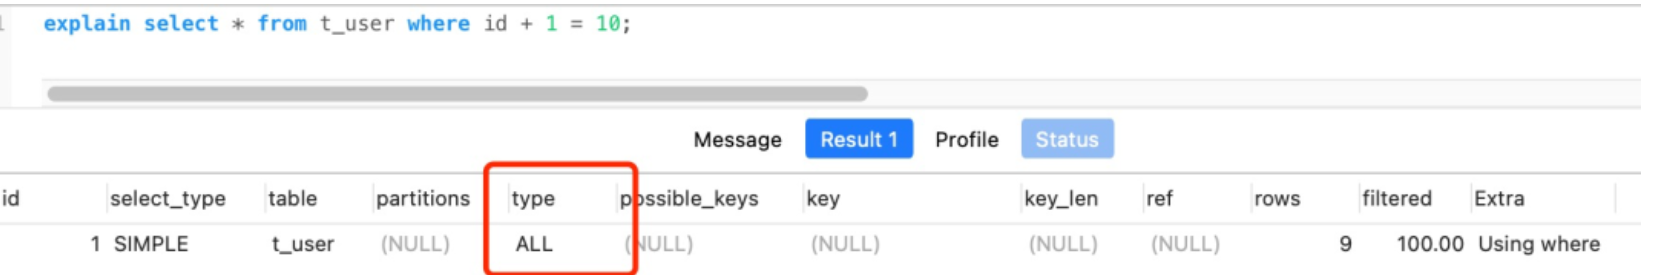 1 explain select * from t_user where id + 1 = 10;
Message Result 1 Profile Status
id select_type table partitions type possible_keys key key_len ref rows filtered Extra
1 SIMPLE t_user (NULL) ALL (NULL) (NULL) (NULL) (NULL) 9 100.00 Using where